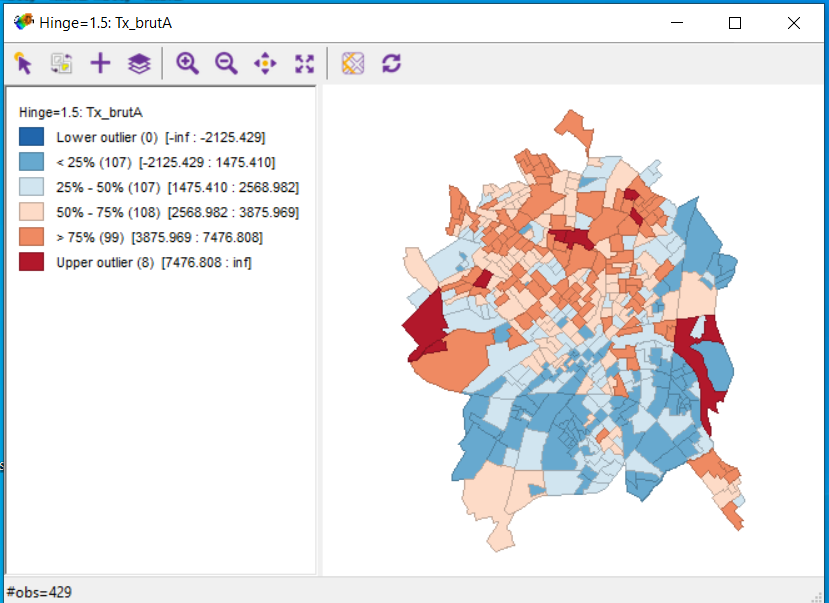 Hinge=1.5: Tx_brutA
Hinge=1.5: Tx_brutA
Lower outlier (0) [-inf : -2125.429]
< 25% (107) [-2125.429 : 1475.410]
25% - 50% (107) [1475.410 : 2568.982]
50% - 75% (108) [2568.982 : 3875.969]
> 75% (99) [3875.969 : 7476.808]
Upper outlier (8) [7476.808 : inf]
#obs=429